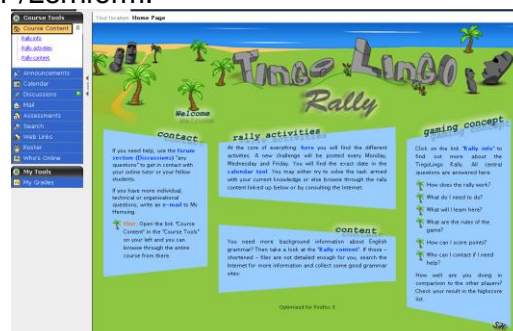 Course Tools
Course Content
Rally info
Rally activities
Rally content
Announcements
Calendar
Discussions
Mail
Assessments
Search
Web Links
Roster
Who's Online
My Tools
My Grades
Your location: Home Page
Tingo Lingo
Rally
Welcome
contact
If you need help, use the forum
section (Discussions) "any
questions" to get in contact with
your online tutor or your fellow
students.
If you have more individual,
technical or organisational
questions, write an e-mail to My
Hemsing.
Hint: Open the link "Course
Content" in the "Course Tools"
on your left and you can
browse through the entire
course from there.
rally activities
At the core of everything here you will find the different
activities. A new challenge will be posted every Monday,
Wednesday and Friday. You will find the exact date in the
calendar tool. You may either try to solve the task armed
with your current knowledge or else browse through the rally
content linked up below or by consulting the Internet.
content
You need more background information about English
grammar? Then take a look at the "Rally content". If those –
shortened – files are not detailed enough for you, search the
Internet for more information and collect some good grammar
sites.
Optimised for Firefox 5
gaming concept
Click on the link "Rally info" to
find out more about the
TingoLingo Rally. All central
questions are answered here:
How does the rally work?
What do I need to do?
What will I learn here?
What are the rules of the
game?
How can I score points?
Who can I contact if I need
help?
How well are you doing in
comparison to the other players?
Check your result in the highscore
list.